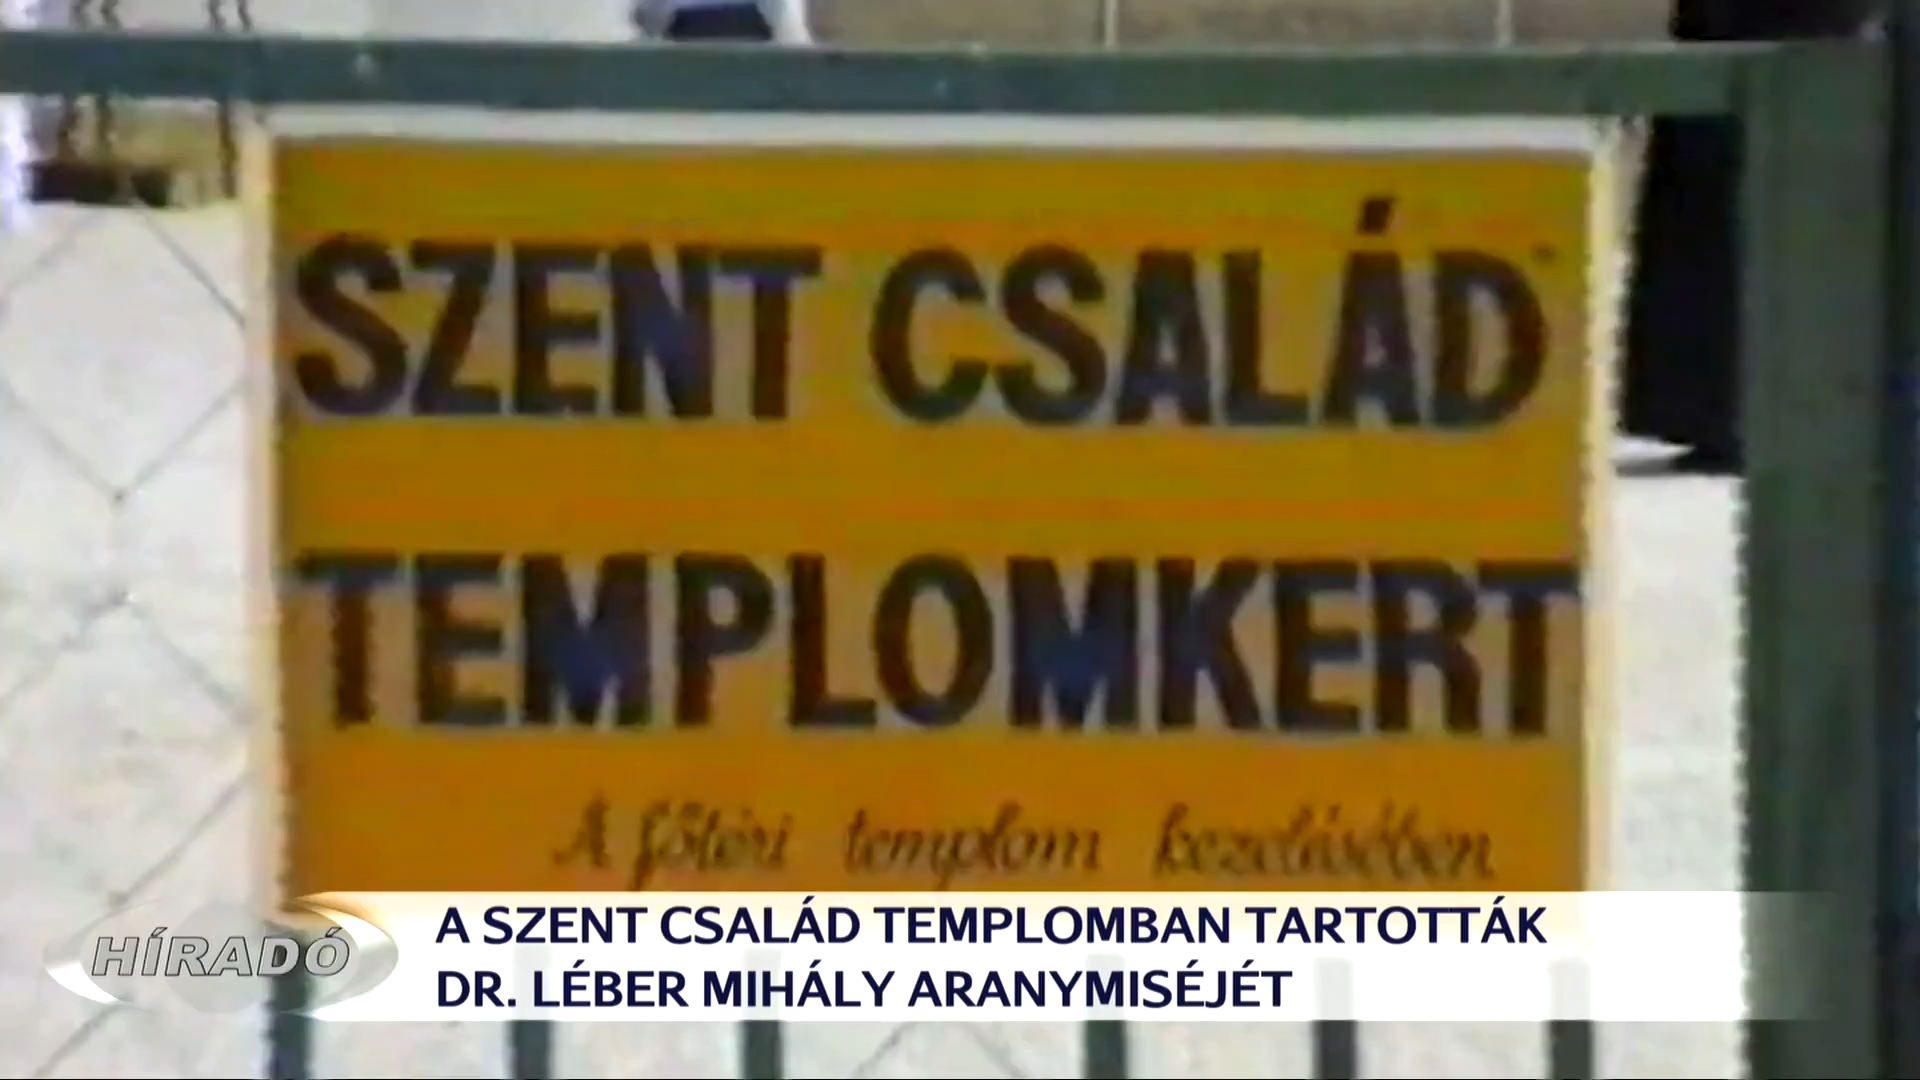 SZENT CSALÁD
TEMPLOMKERT
A főtéri templom kezelésében
HÍRADÓ
A SZENT CSALÁD TEMPLOMBAN TARTOTTÁK
DR. LÉBER MIHÁLY ARANYMISÉJÉT